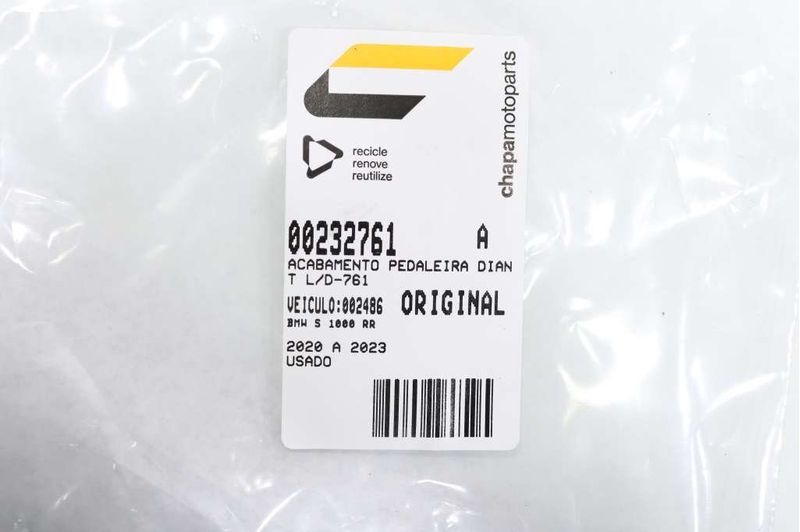 chapamotoparts
recicle
renove
reutilize
00232761 A
ACABAMENTO PEDALEIRA DIAN
T L/D-761
VEICULO:002486 ORIGINAL
BMW S 1000 RR
2020 A 2023
USADO